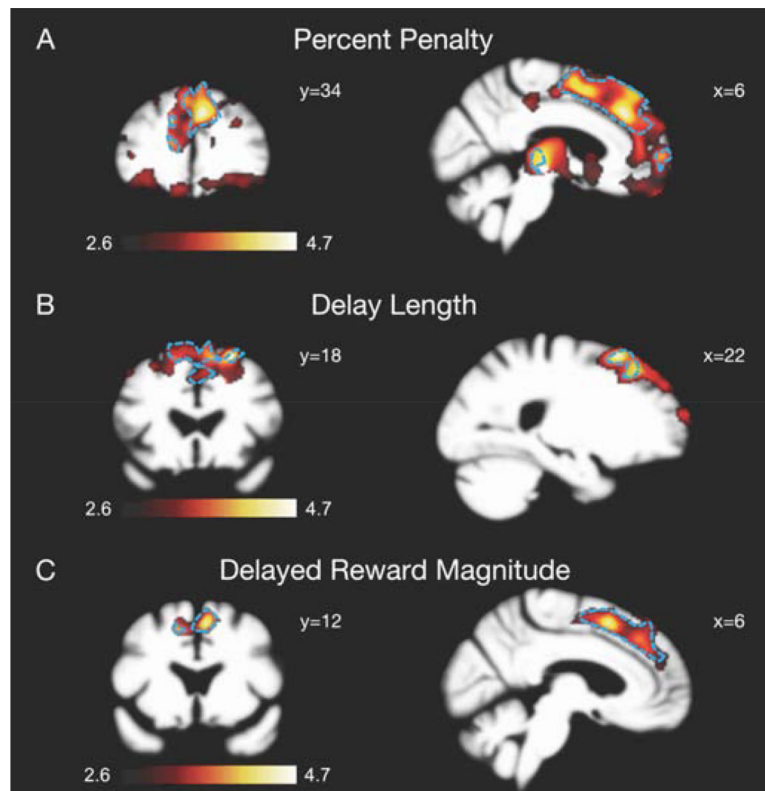 A Percent Penalty
y=34 x=6
2.6 4.7
B Delay Length
y=18 x=22
2.6 4.7
C Delayed Reward Magnitude
y=12 x=6
2.6 4.7